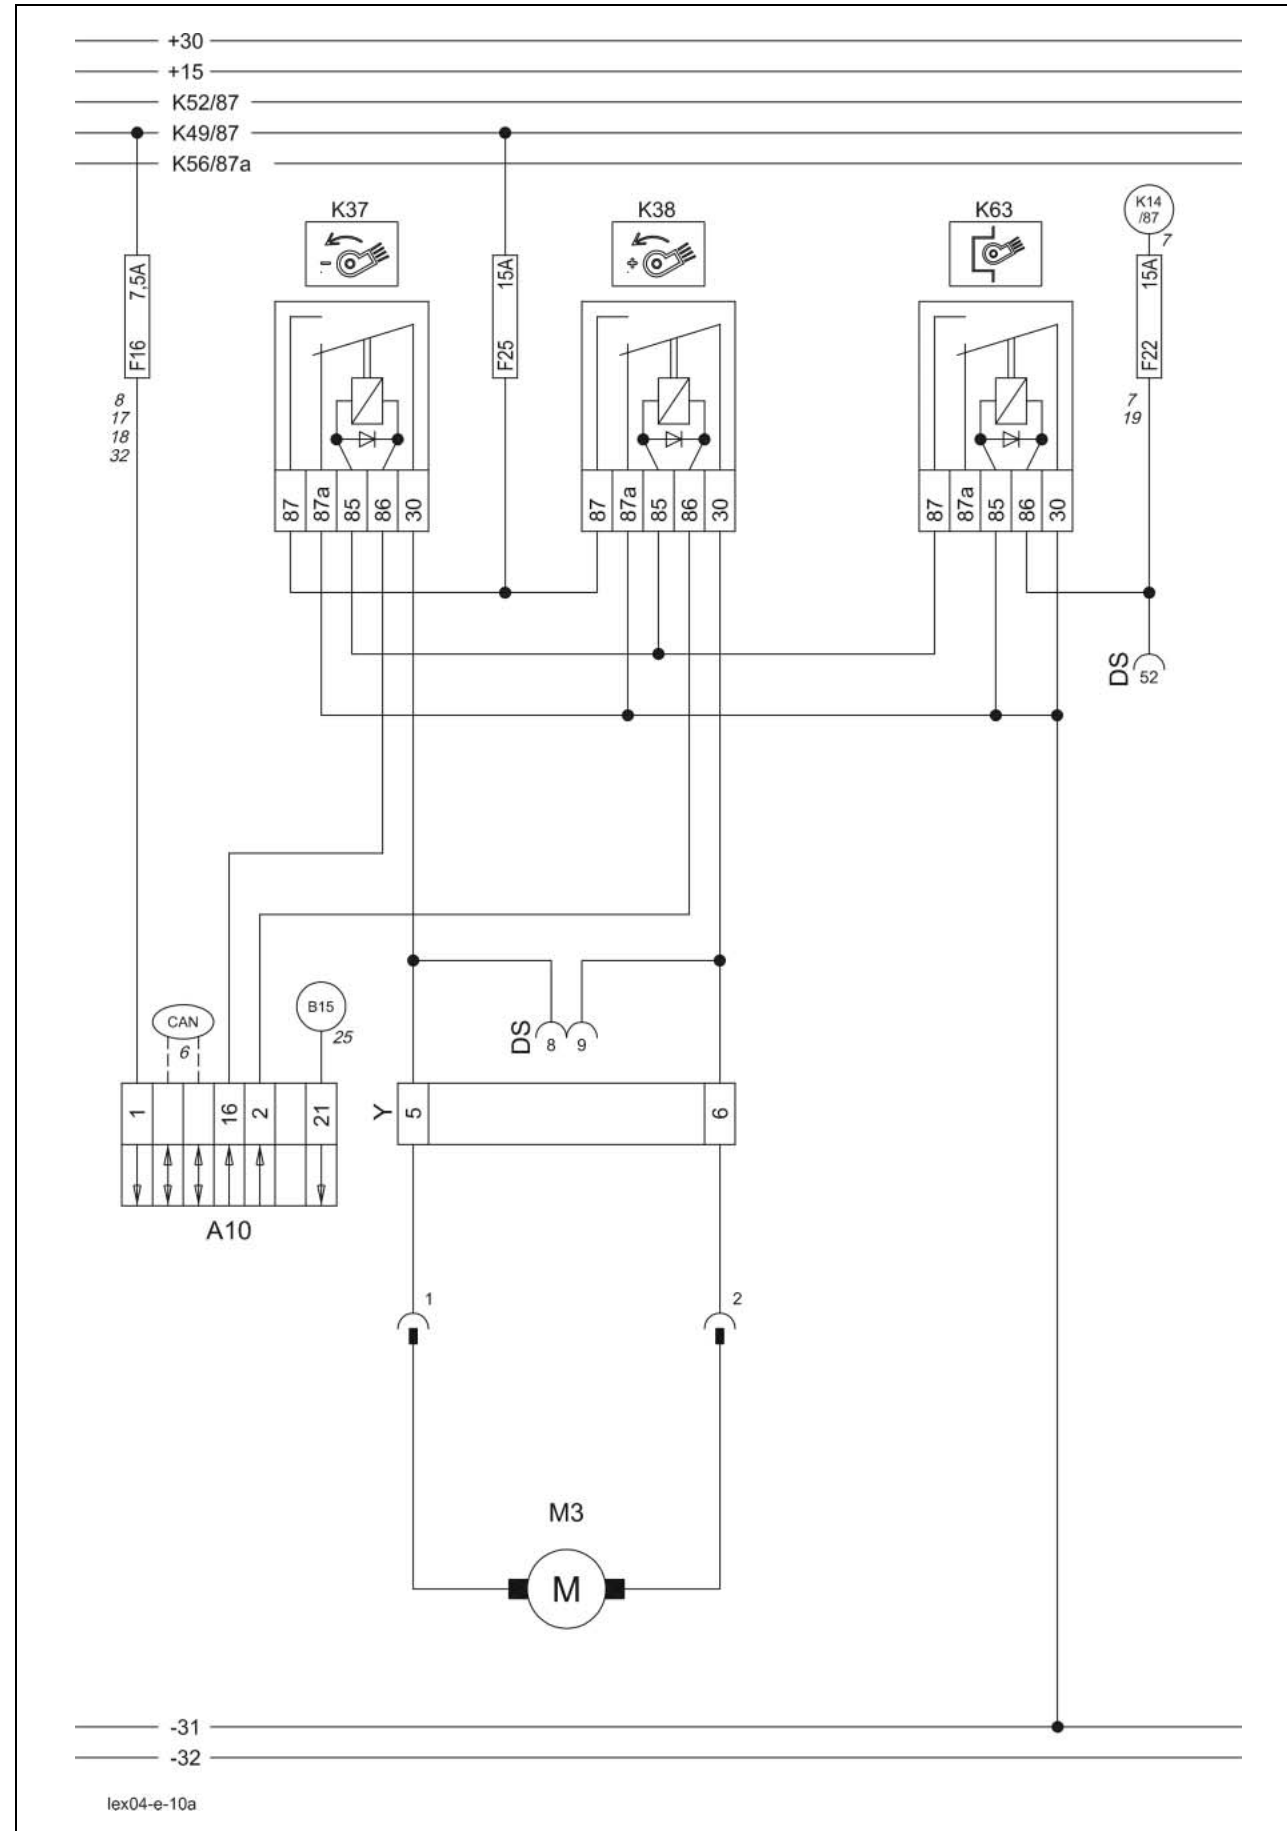 +30
+15
K52/87
K49/87
K56/87a
K37
K38
K63
K14
/87
7
-
+
7,5A
F16
15A
F25
15A
F22
8
17
18
32
7
19
87 87a 85 86 30
87 87a 85 86 30
87 87a 85 86 30
DS
52
CAN
6
B15
25
DS
8 9
1 16 2 21
Y 5 6
A10
1
2
M3
M
-31
-32
lex04-e-10a